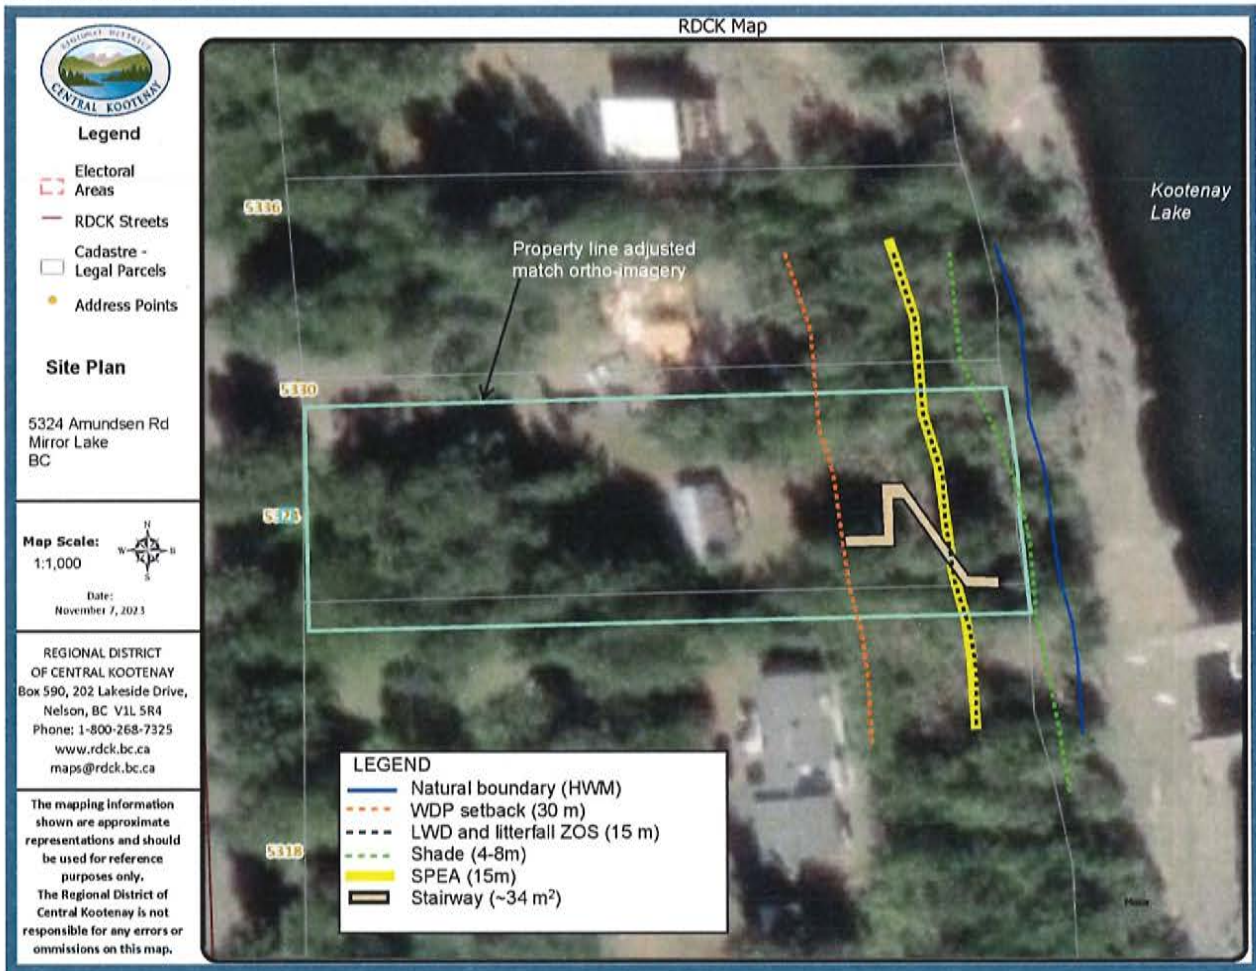 RDCK Map
REGIONAL DISTRICT
CENTRAL KOOTENAY
Legend
Electoral
Areas
RDCK Streets
Cadastre -
Legal Parcels
Address Points
Site Plan
5324 Amundsen Rd
Mirror Lake
BC
Map Scale:
1:1,000
N
W
S
Date:
November 7, 2023
REGIONAL DISTRICT
OF CENTRAL KOOTENAY
Box 590, 202 Lakeside Drive,
Nelson, BC V1L 5R4
Phone: 1-800-268-7325
www.rdck.bc.ca
maps@rdck.bc.ca
The mapping information
shown are approximate
representations and should
be used for reference
purposes only.
The Regional District of
Central Kootenay is not
responsible for any errors or
ommissions on this map.
Kootenay
Lake
5336
Property line adjusted
match ortho-imagery
5330
5324
5318
LEGEND
Natural boundary (HWM)
WDP setback (30 m)
LWD and litterfall ZOS (15 m)
Shade (4-8m)
SPEA (15m)
Stairway (~34 m²)